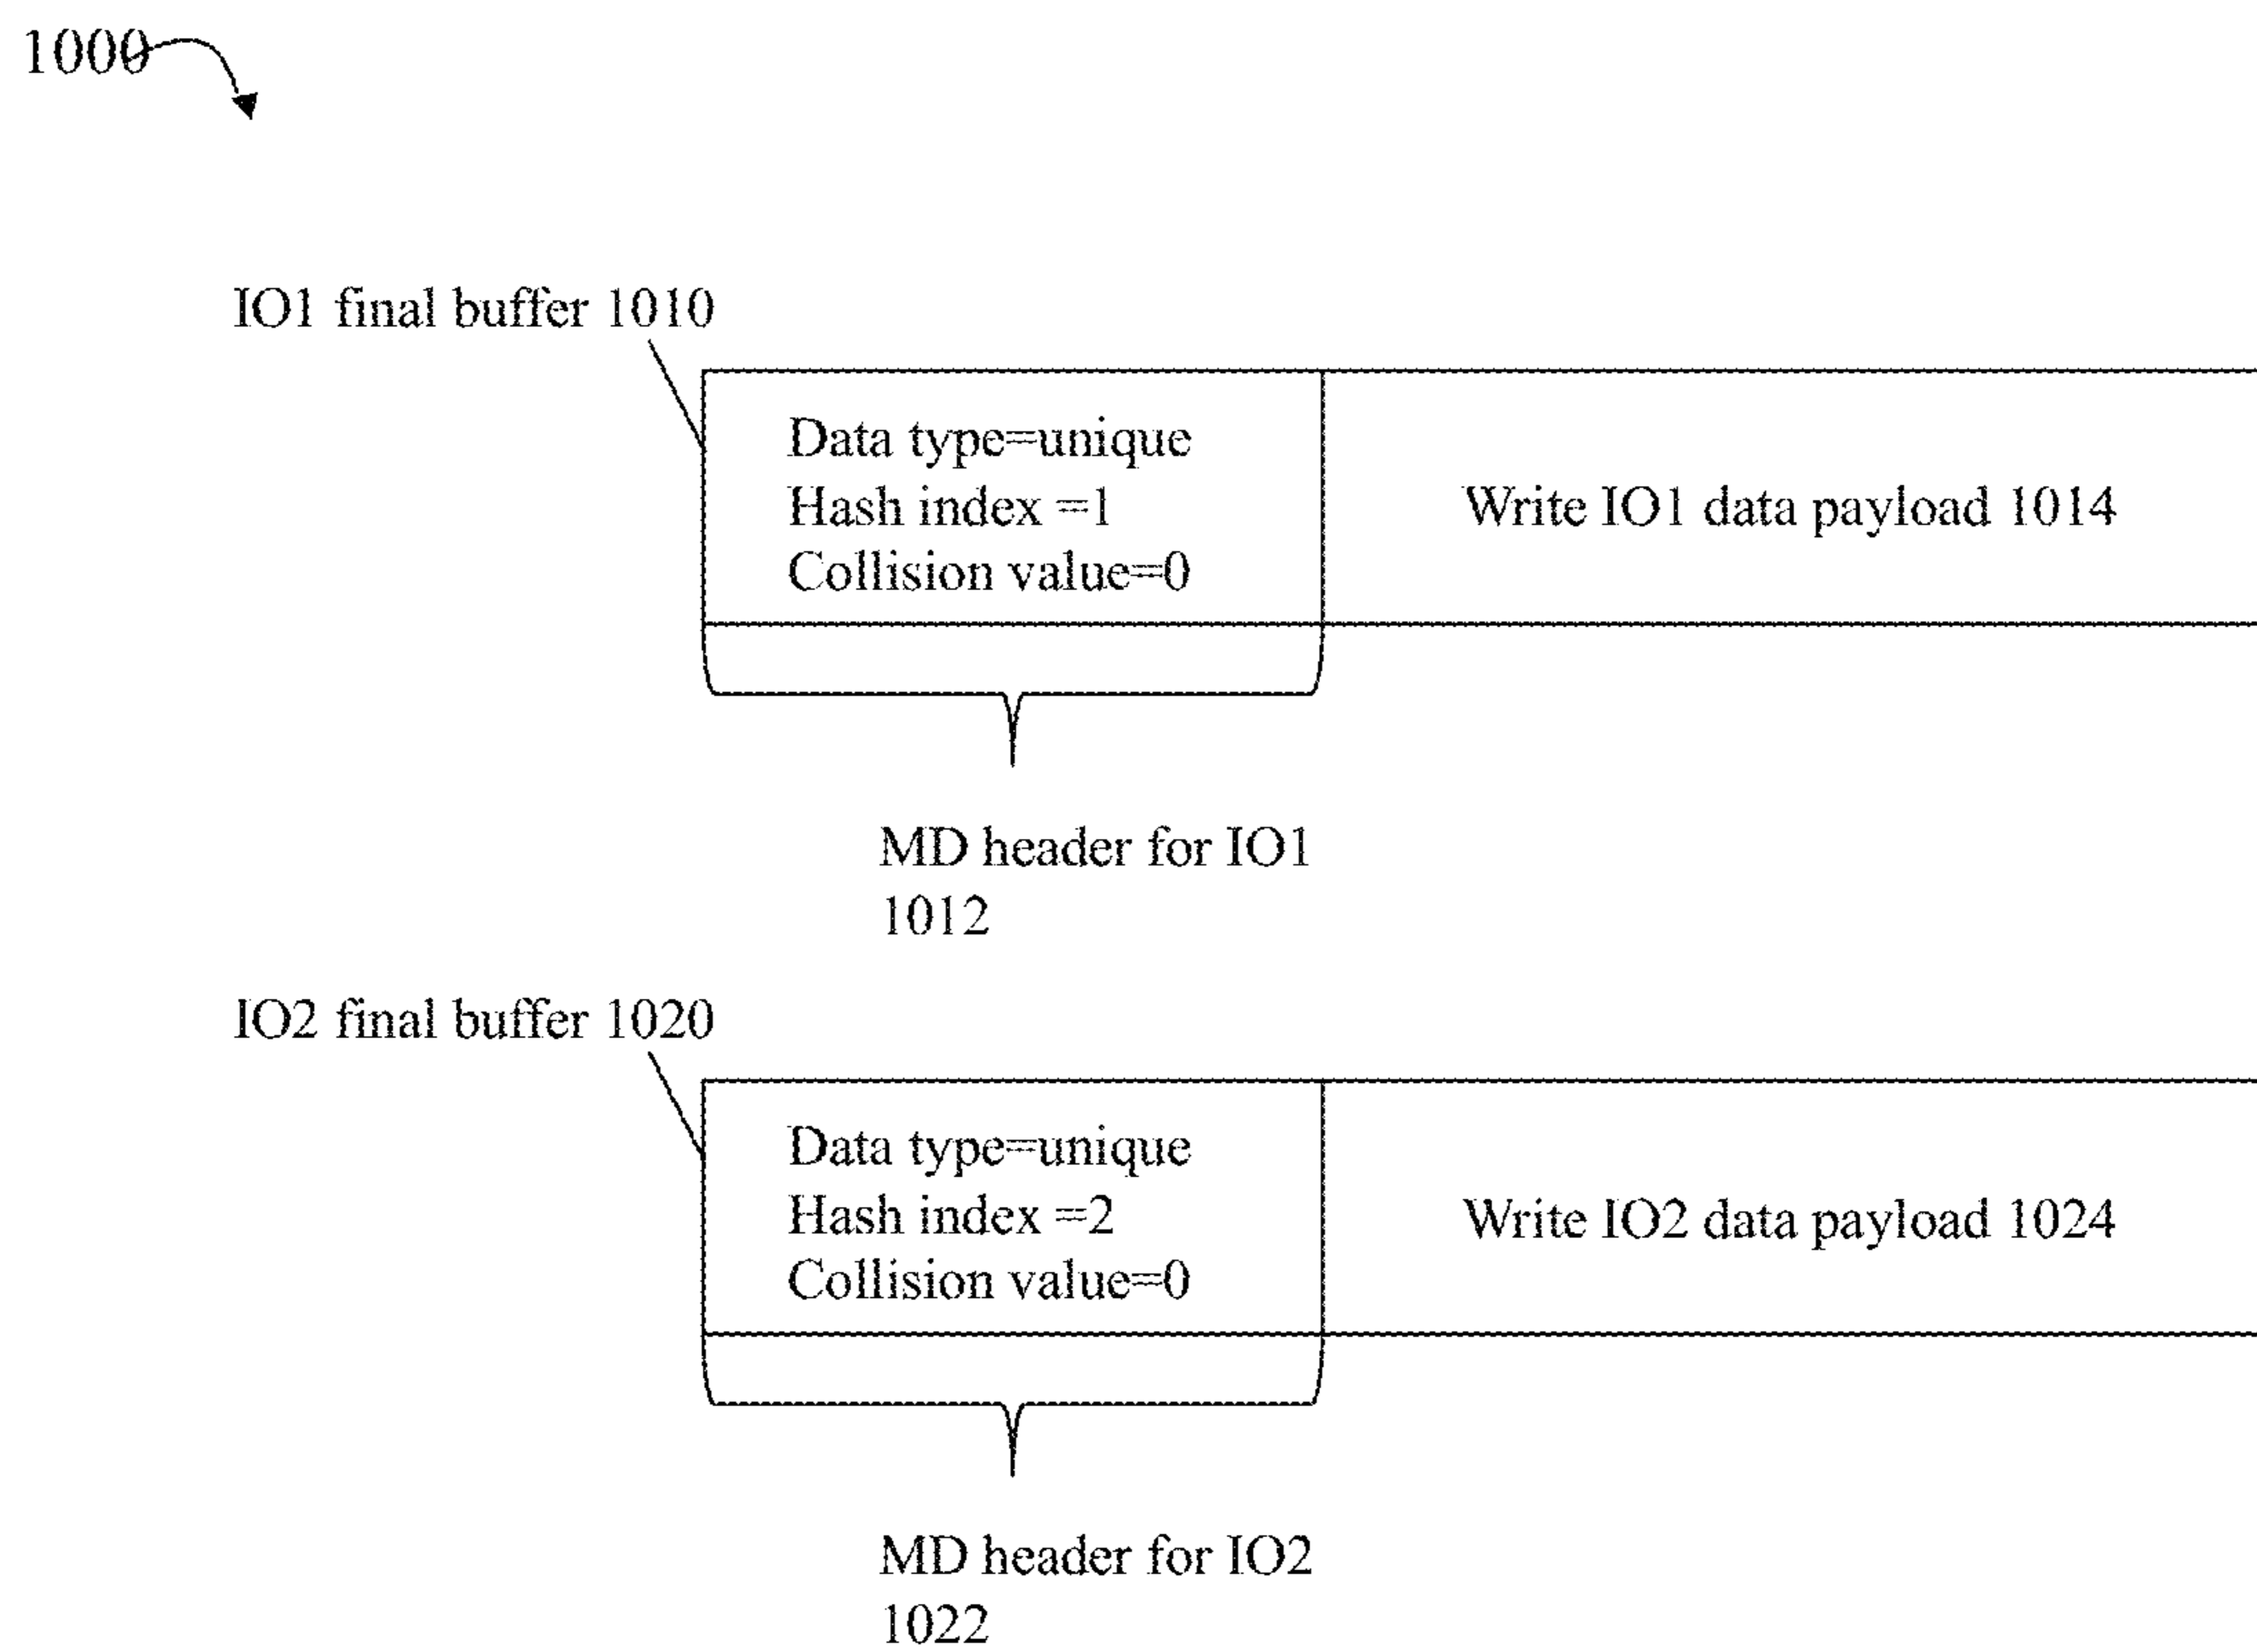 1000
IO1 final buffer 1010
Data type=unique
Hash index =1
Collision value=0
Write IO1 data payload 1014
MD header for IO1
1012
IO2 final buffer 1020
Data type=unique
Hash index =2
Collision value=0
Write IO2 data payload 1024
MD header for IO2
1022